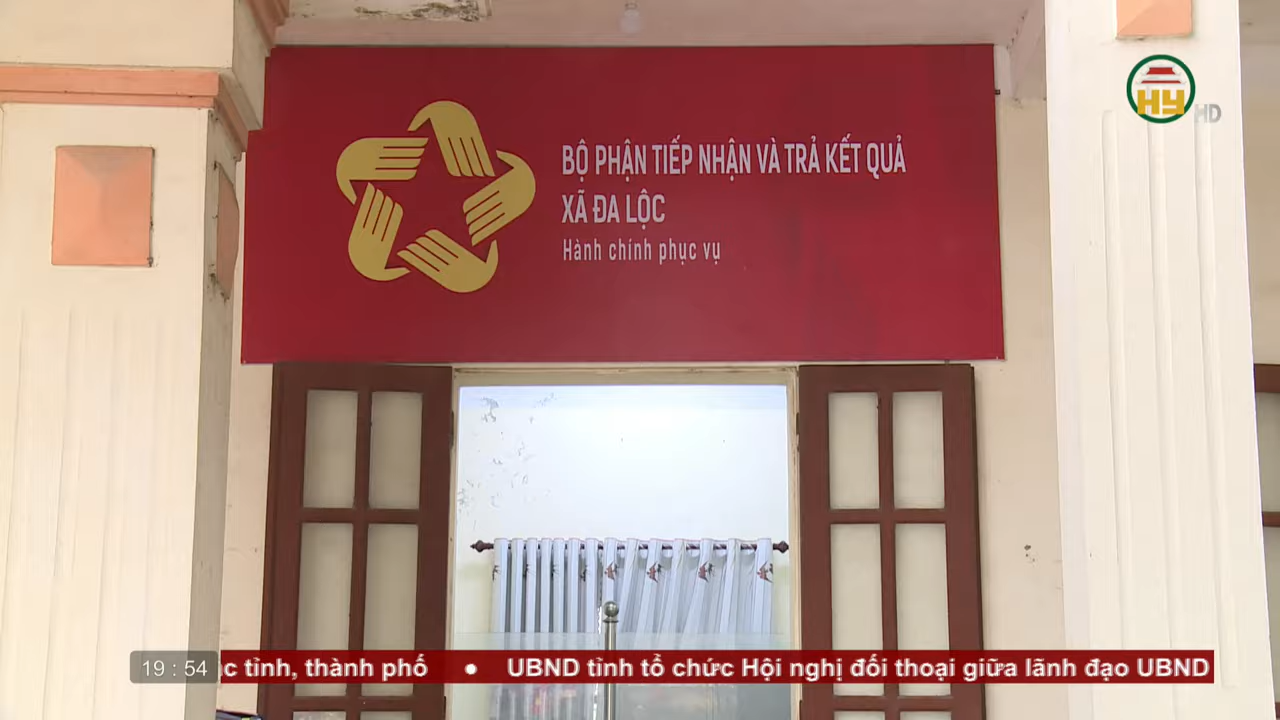 BỘ PHẬN TIẾP NHẬN VÀ TRẢ KẾT QUẢ
XÃ ĐA LỘC
Hành chính phục vụ
HY HD
19 : 54
tỉnh, thành phố ● UBND tỉnh tổ chức Hội nghị đối thoại giữa lãnh đạo UBND